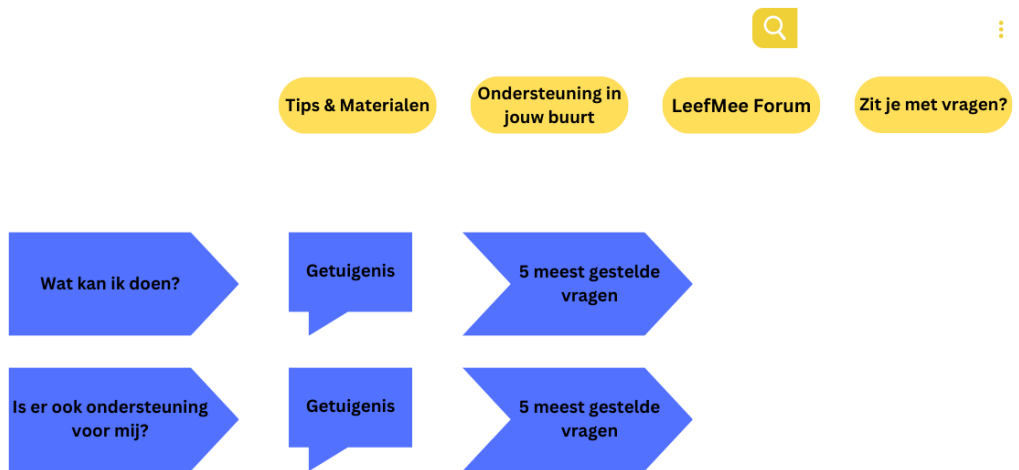 Tips & Materialen
Ondersteuning in
jouw buurt
LeefMee Forum
Zit je met vragen?
Wat kan ik doen?
Getuigenis
5 meest gestelde
vragen
Is er ook ondersteuning
voor mij?
Getuigenis
5 meest gestelde
vragen